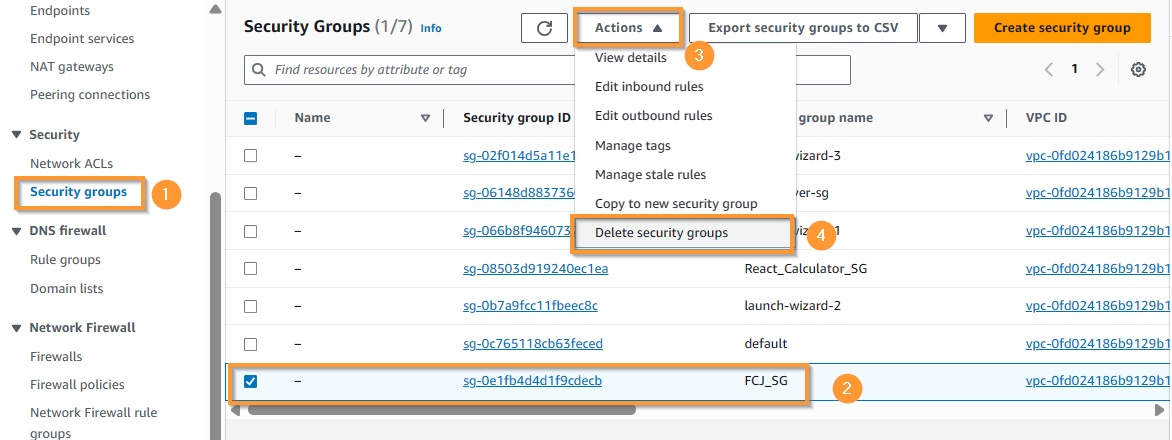 Endpoints
Endpoint services
NAT gateways
Peering connections
Security
Network ACLs
Security groups
1
DNS firewall
Rule groups
Domain lists
Network Firewall
Firewalls
Firewall policies
Network Firewall rule
groups
Security Groups (1/7) Info
Actions
Export security groups to CSV
Create security group
3
Find resources by attribute or tag
1
View details
Edit inbound rules
Edit outbound rules
Manage tags
Manage stale rules
Copy to new security group
Delete security groups
4
Name Security group ID group name VPC ID
– sg-02f014d5a11e1 wizard-3 vpc-0fd024186b9129b1
– sg-06148d883736 ver-sg vpc-0fd024186b9129b1
– sg-066b8f946073 1 vpc-0fd024186b9129b1
– sg-08503d919240ec1ea React_Calculator_SG vpc-0fd024186b9129b1
– sg-0b7a9fcc11fbeec8c launch-wizard-2 vpc-0fd024186b9129b1
– sg-0c765118cb63feced default vpc-0fd024186b9129b1
– sg-0e1fb4d4d1f9cdecb FCJ_SG vpc-0fd024186b9129b1
2